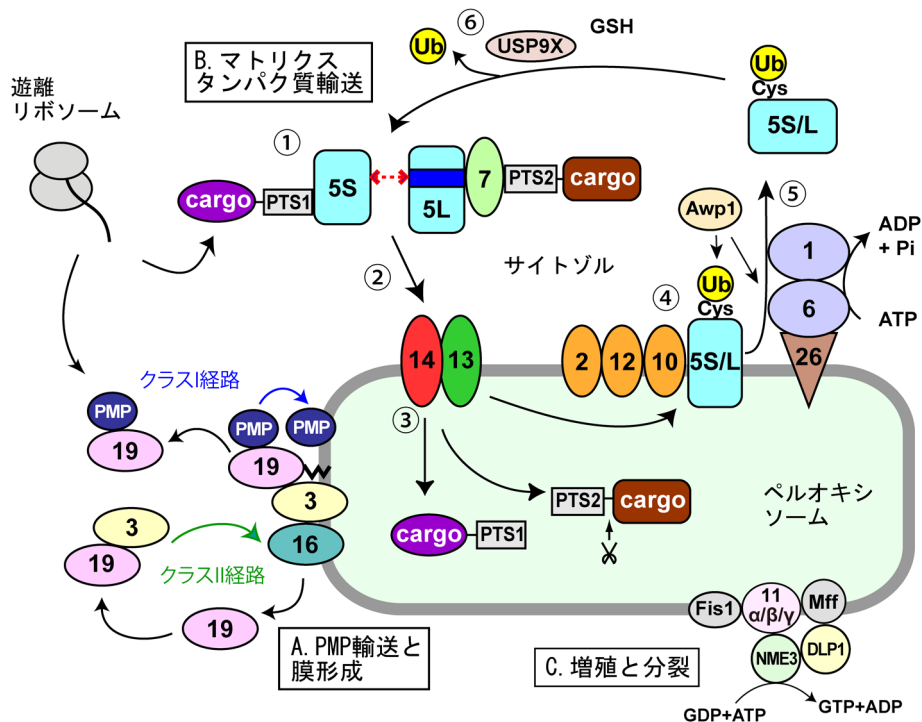 ⑥
Ub
USP9X
GSH
B. マトリクス
タンパク質輸送
遊離
リボソーム
Ub
Cys
5S/L
①
cargo
PTS1
5S
5L
7
PTS2
cargo
Awp1
⑤
ADP
+ Pi
1
サイトゾル
②
④
Ub
Cys
6
ATP
14
13
2
12
10
5S/L
26
クラスI経路
PMP
19
PMP
PMP
19
③
3
3
19
16
クラスII経路
19
cargo
PTS1
PTS2
cargo
ペルオキシ
ソーム
A. PMP輸送と
膜形成
C. 増殖と分裂
Fis1
11
α/β/γ
Mff
NME3
DLP1
GDP+ATP
GTP+ADP